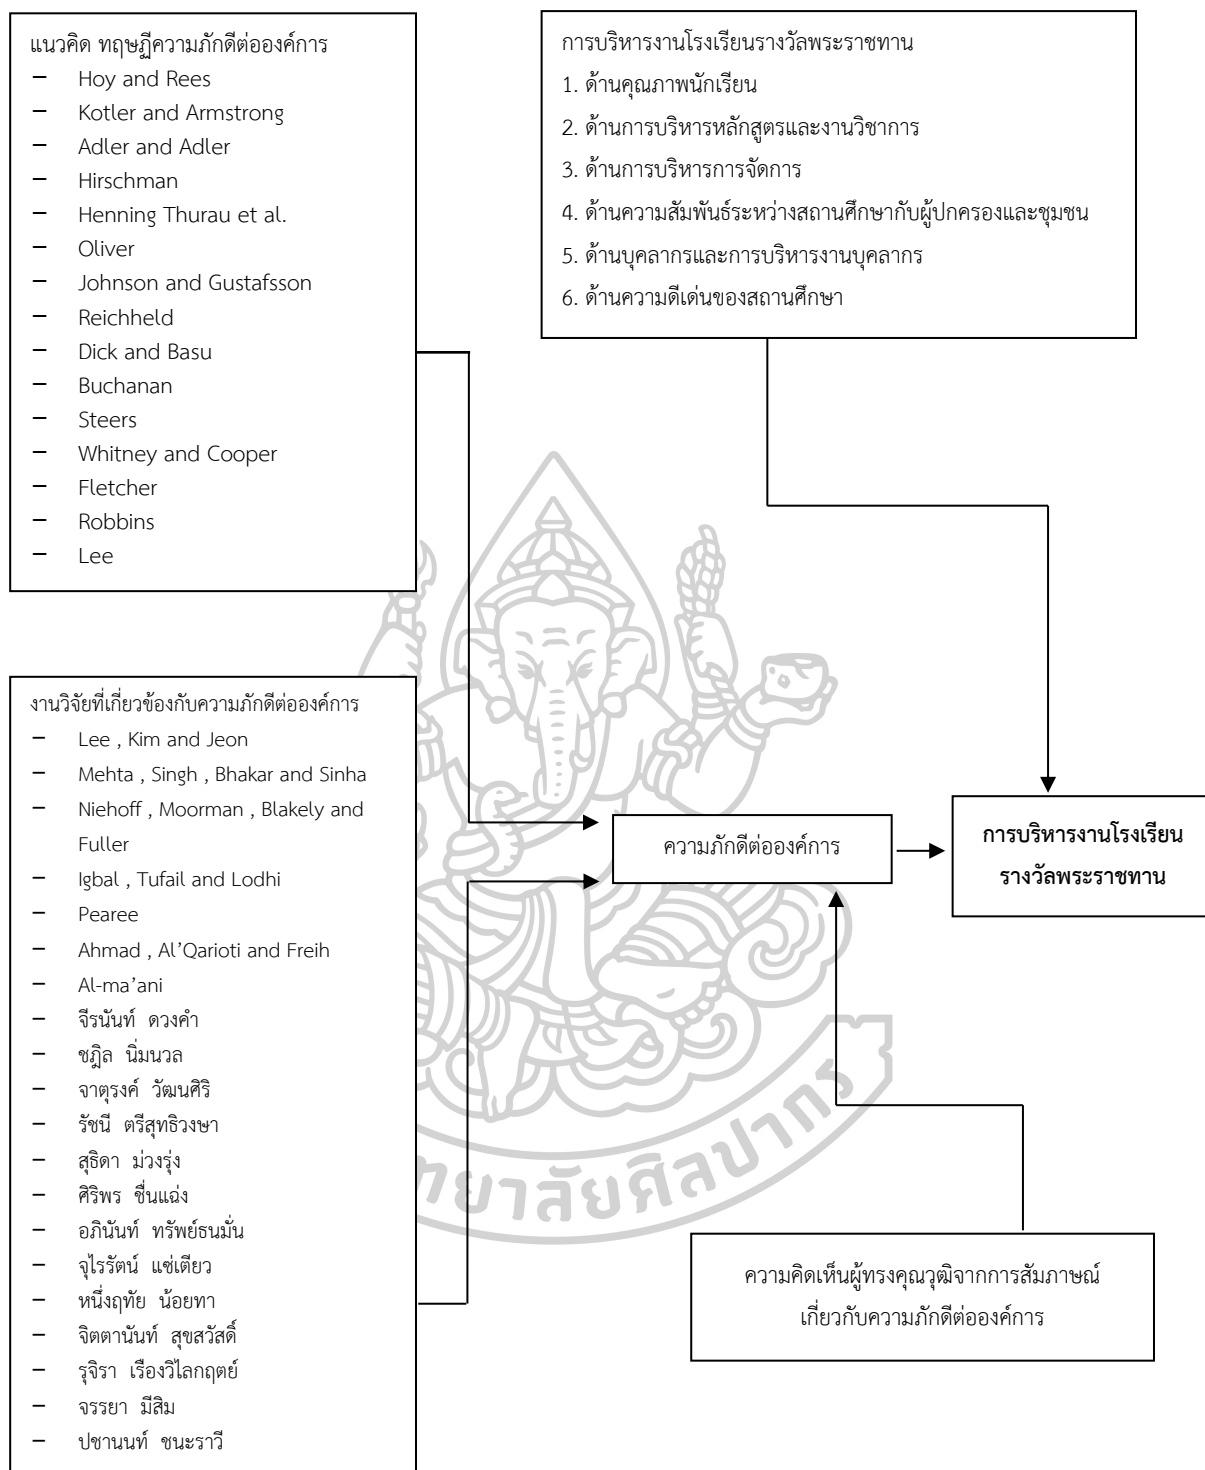 แนวคิด ทฤษฎีความภักดีต่อองค์การ
– Hoy and Rees
– Kotler and Armstrong
– Adler and Adler
– Hirschman
– Henning Thurau et al.
– Oliver
– Johnson and Gustafsson
– Reichheld
– Dick and Basu
– Buchanan
– Steers
– Whitney and Cooper
– Fletcher
– Robbins
– Lee
การบริหารงานโรงเรียนรางวัลพระราชทาน
1. ด้านคุณภาพนักเรียน
2. ด้านการบริหารหลักสูตรและงานวิชาการ
3. ด้านการบริหารการจัดการ
4. ด้านความสัมพันธ์ระหว่างสถานศึกษากับผู้ปกครองและชุมชน
5. ด้านบุคลากรและการบริหารงานบุคลากร
6. ด้านความดีเด่นของสถานศึกษา
งานวิจัยที่เกี่ยวข้องกับความภักดีต่อองค์การ
– Lee , Kim and Jeon
– Mehta , Singh , Bhakar and Sinha
– Niehoff , Moorman , Blakely and
Fuller
– Igbal , Tufail and Lodhi
– Pearee
– Ahmad , Al’Qarioti and Freih
– Al-ma’ani
– จีรนันท์ ดวงคำ
– ชฎิล นิ่มนวล
– จาตุรงค์ วัฒนศิริ
– รัชนี ตรีสุทธิวงษา
– สุธิดา ม่วงรุ่ง
– ศิริพร ชื่นแฉ่ง
– อภินันท์ ทรัพย์ธนมั่น
– จุไรรัตน์ แซ่เตียว
– หนึ่งฤทัย น้อยทา
– จิตตานันท์ สุขสวัสดิ์
– รุจิรา เรืองวิไลกฤตย์
– จรรยา มีสิม
– ปชานนท์ ชนะราวี
ความภักดีต่อองค์การ
การบริหารงานโรงเรียน
รางวัลพระราชทาน
ความคิดเห็นผู้ทรงคุณวุฒิจากการสัมภาษณ์
เกี่ยวกับความภักดีต่อองค์การ
ทยาลัยศิลปากร